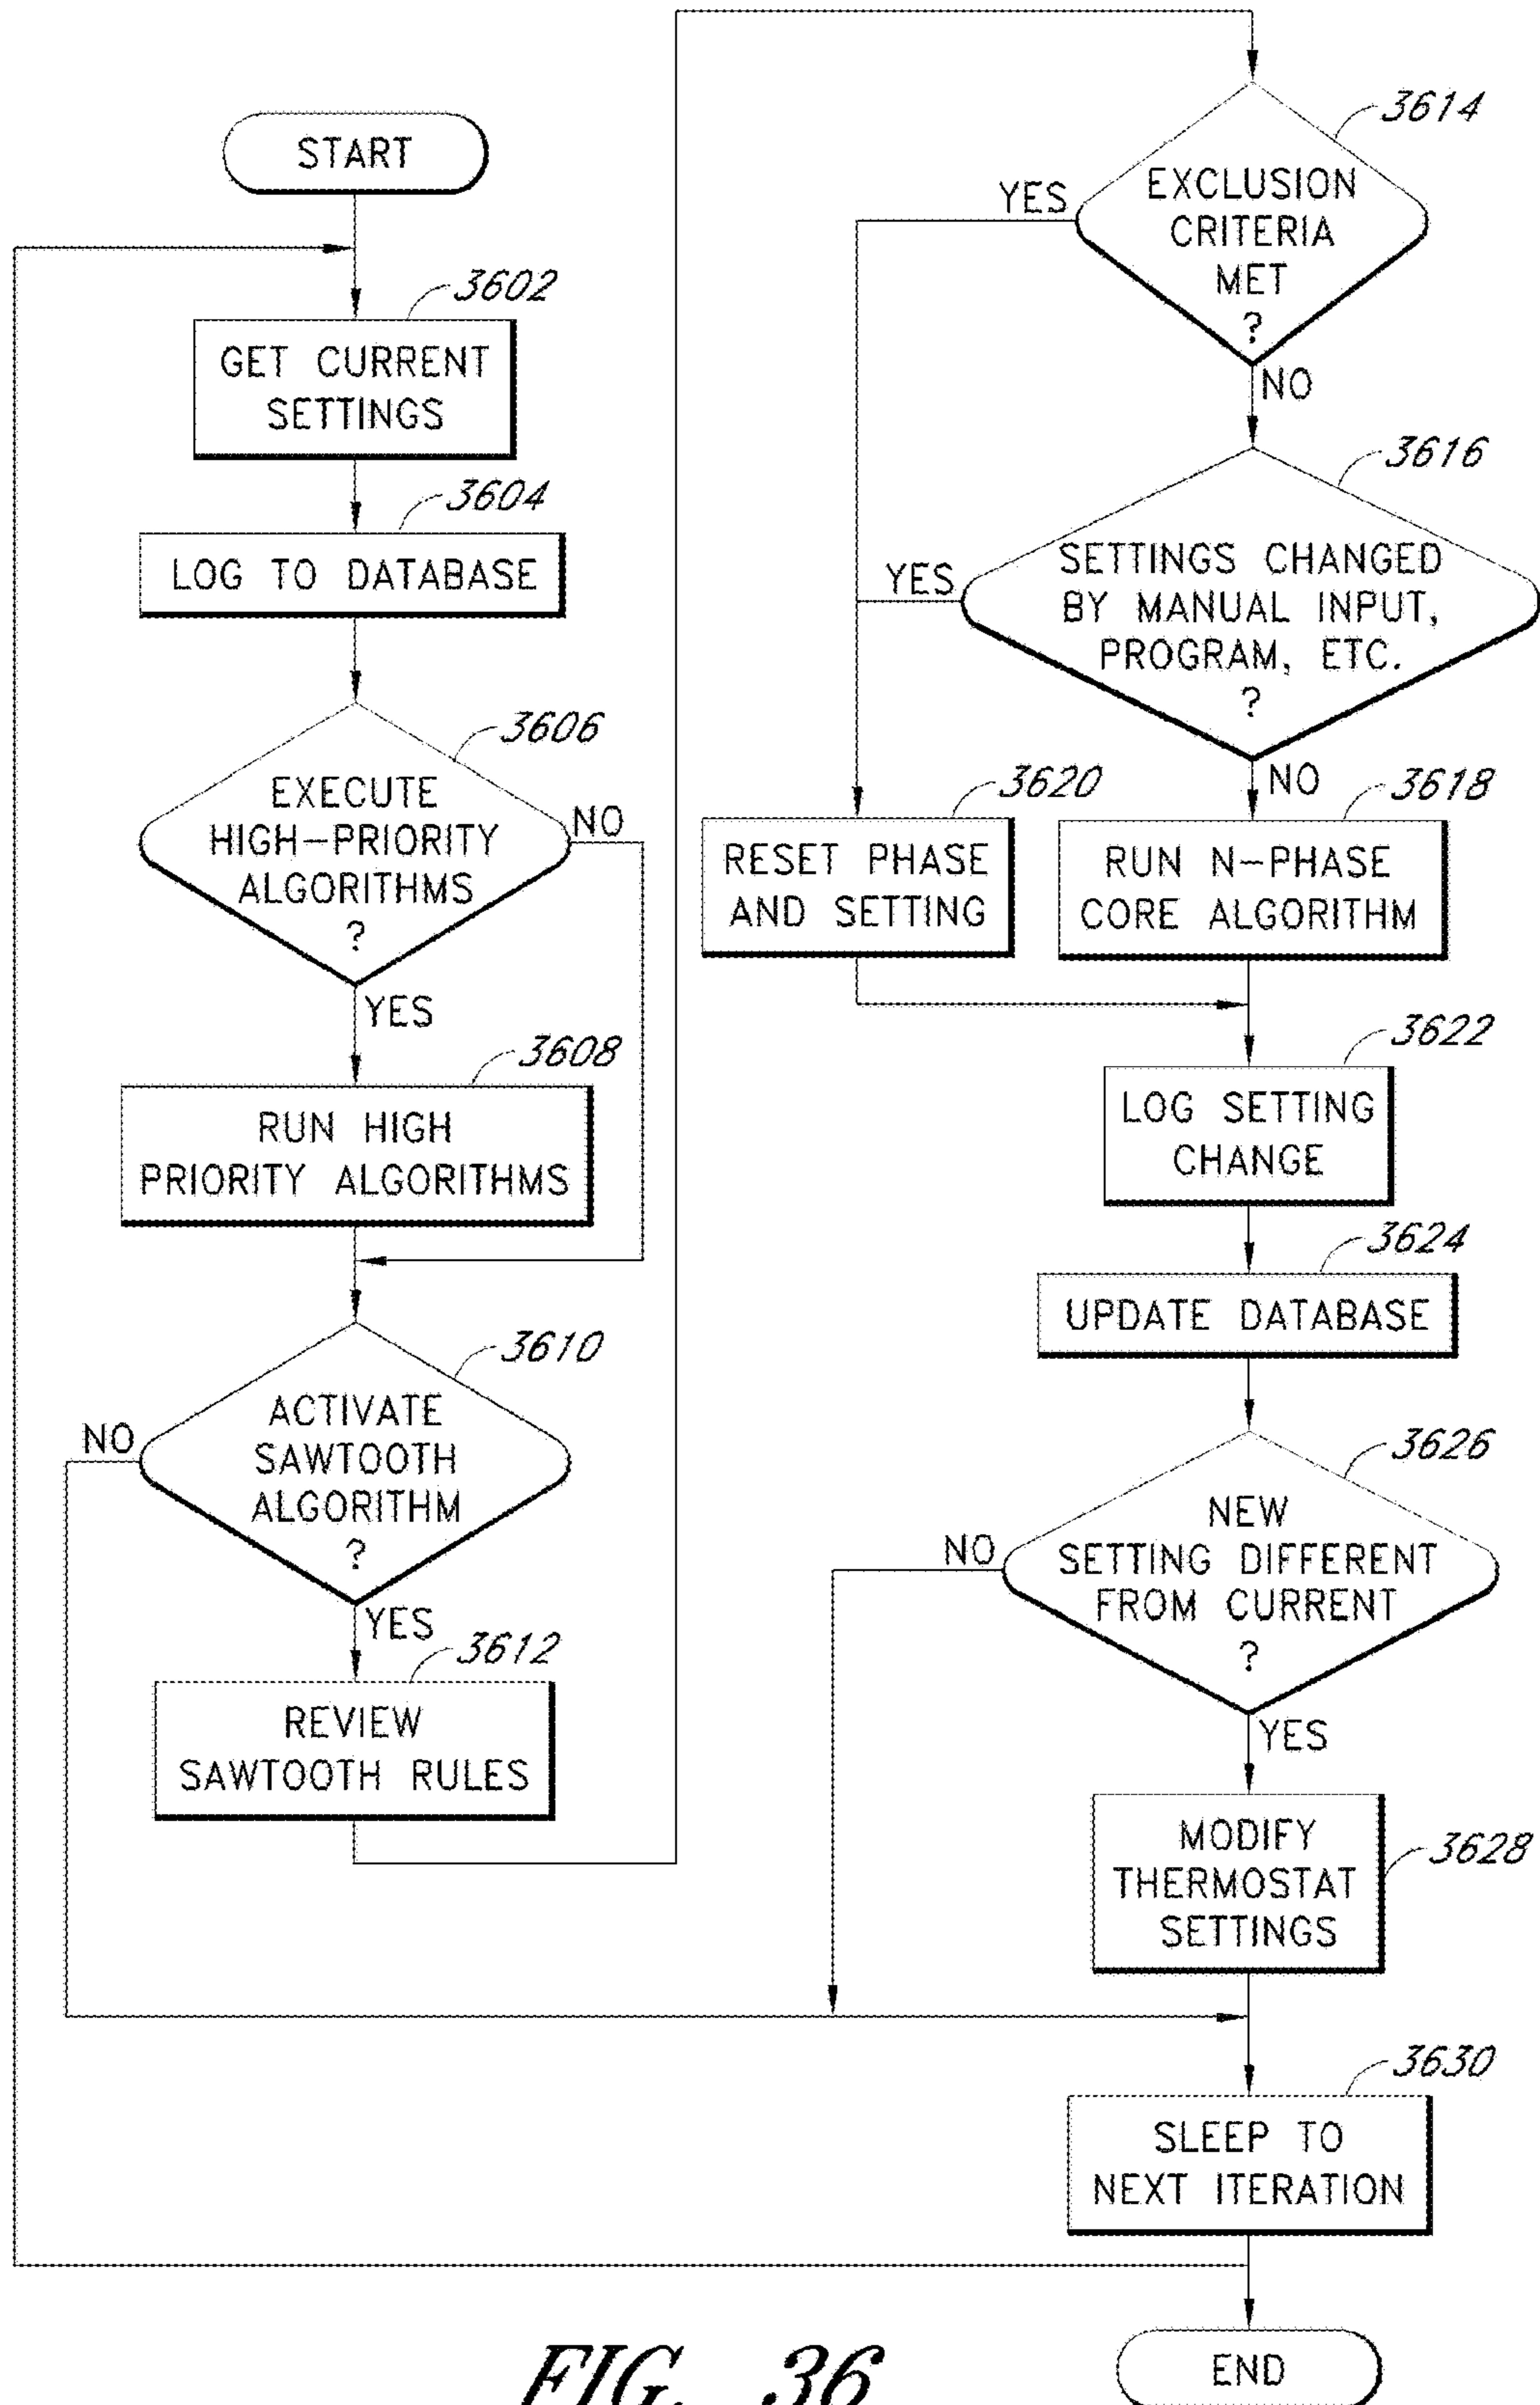 START
3602
GET CURRENT
SETTINGS
3604
LOG TO DATABASE
3606
EXECUTE
HIGH-PRIORITY
ALGORITHMS
?
NO
YES
3608
RUN HIGH
PRIORITY ALGORITHMS
3610
ACTIVATE
SAWTOOTH
ALGORITHM
?
NO
YES
3612
REVIEW
SAWTOOTH RULES
3614
EXCLUSION
CRITERIA
MET
?
YES
NO
3616
SETTINGS CHANGED
BY MANUAL INPUT,
PROGRAM, ETC.
?
YES
NO
3620
RESET PHASE
AND SETTING
3618
RUN N-PHASE
CORE ALGORITHM
3622
LOG SETTING
CHANGE
3624
UPDATE DATABASE
3626
NEW
SETTING DIFFERENT
FROM CURRENT
?
NO
YES
MODIFY
THERMOSTAT
SETTINGS
3628
3630
SLEEP TO
NEXT ITERATION
END
FIG. 36